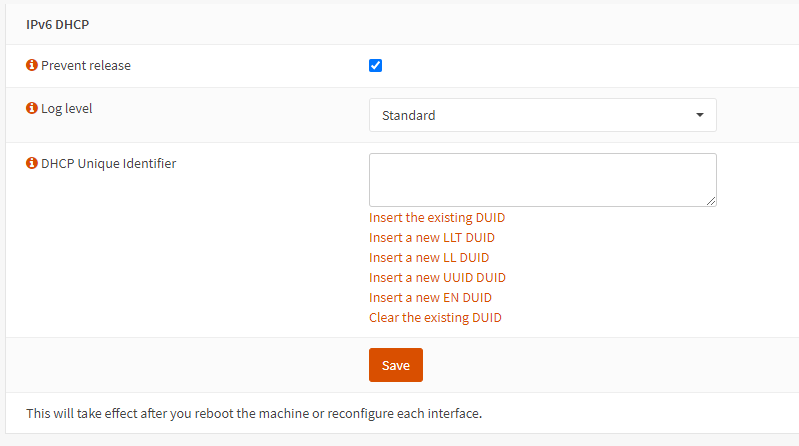 IPv6 DHCP
Prevent release
Log level
Standard
DHCP Unique Identifier
Insert the existing DUID
Insert a new LLT DUID
Insert a new LL DUID
Insert a new UUID DUID
Insert a new EN DUID
Clear the existing DUID
Save
This will take effect after you reboot the machine or reconfigure each interface.